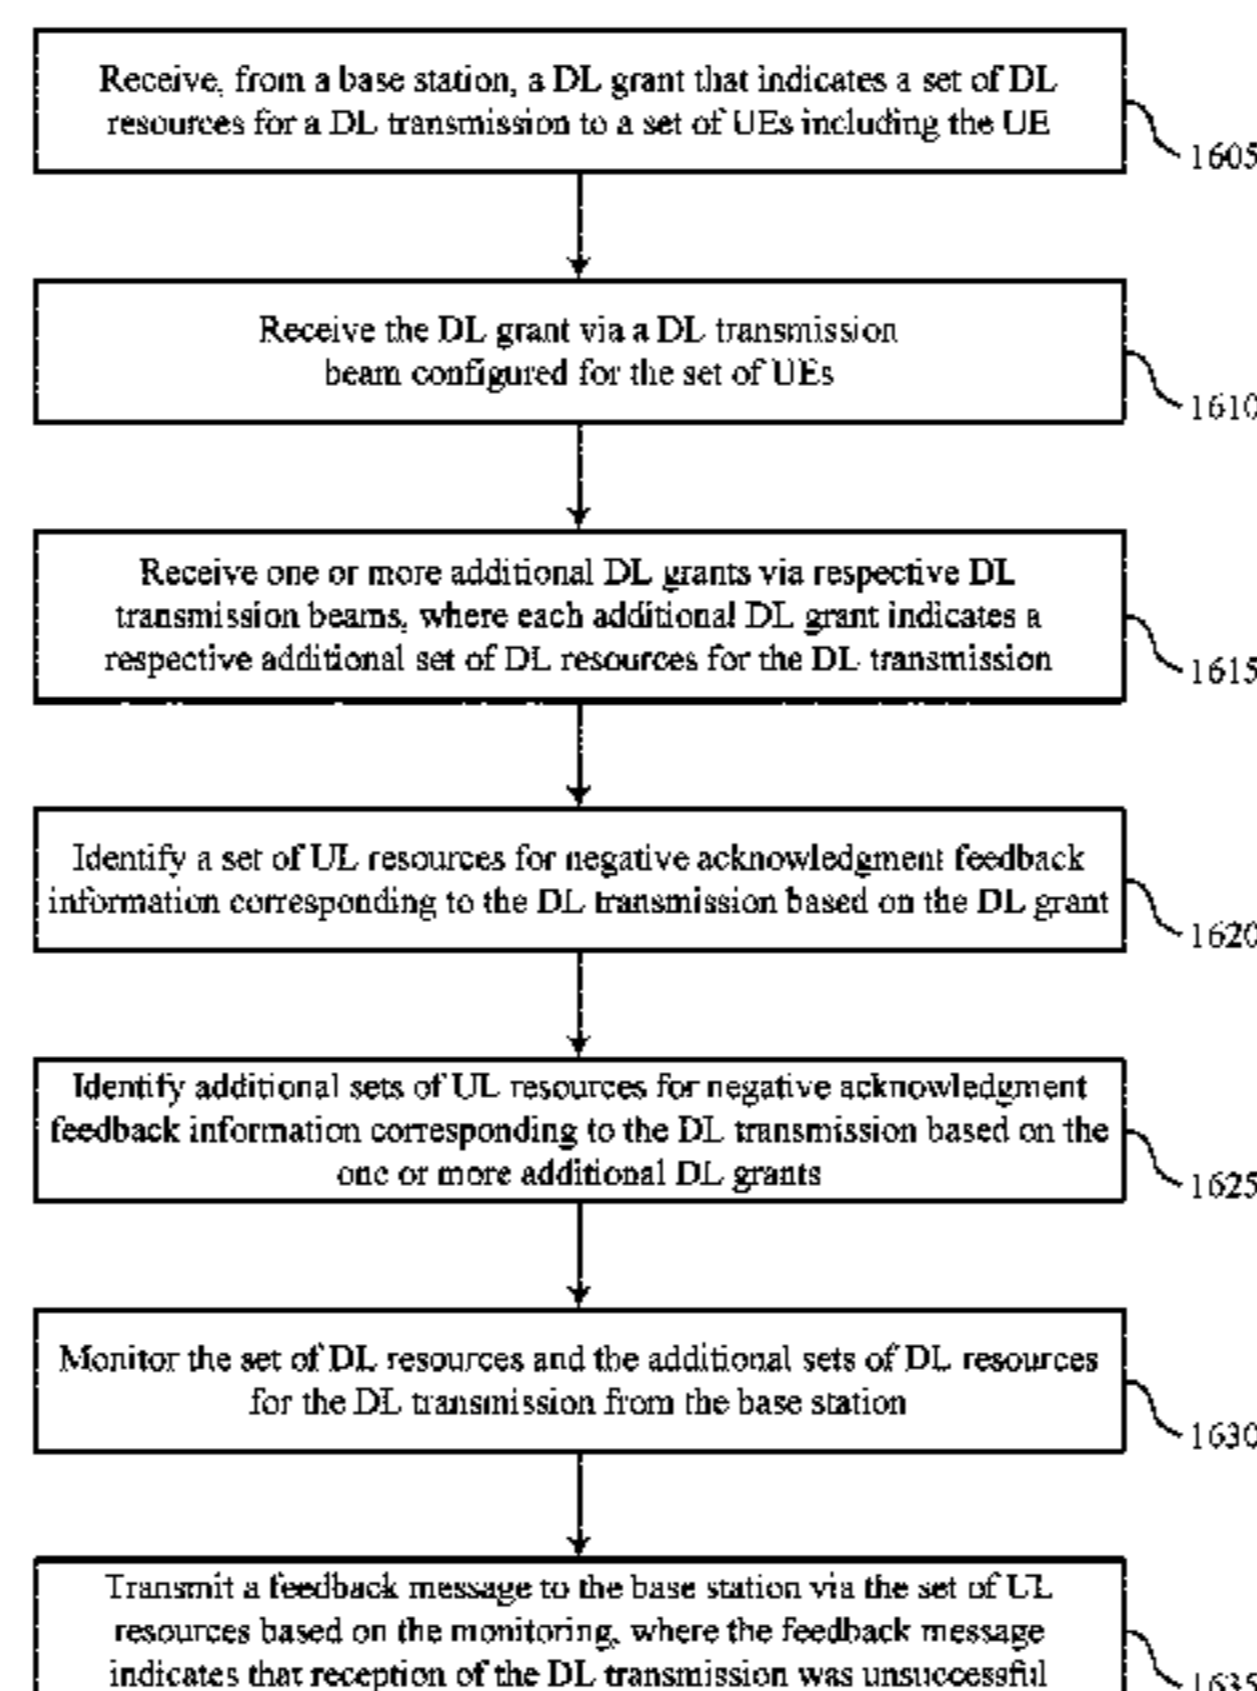 Receive, from a base station, a DL grant that indicates a set of DL
resources for a DL transmission to a set of UEs including the UE
1605
Receive the DL grant via a DL transmission
beam configured for the set of UEs
1610
Receive one or more additional DL grants via respective DL
transmission beams, where each additional DL grant indicates a
respective additional set of DL resources for the DL transmission
1615
Identify a set of UL resources for negative acknowledgment feedback
information corresponding to the DL transmission based on the DL grant
1620
Identify additional sets of UL resources for negative acknowledgment
feedback information corresponding to the DL transmission based on the
one or more additional DL grants
1625
Monitor the set of DL resources and the additional sets of DL resources
for the DL transmission from the base station
1630
Transmit a feedback message to the base station via the set of UL
resources based on the monitoring, where the feedback message
indicates that reception of the DL transmission was unsuccessful
1635